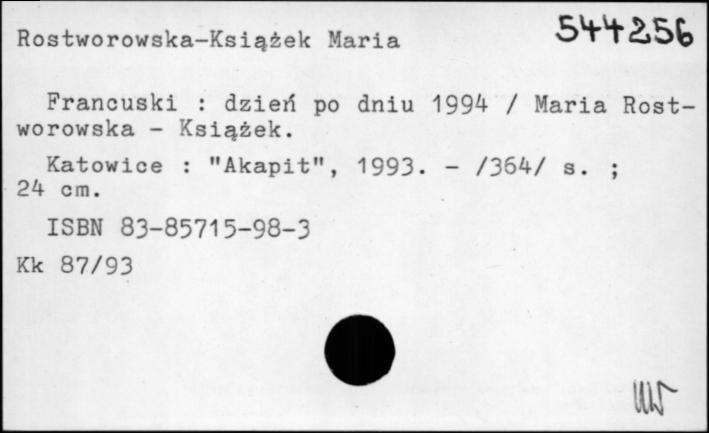 544256
Rostworowska-Książek Maria
Francuski : dzień po dniu 1994 / Maria Rost-
worowska - Książek.
Katowice : "Akapit", 1993. - /364/ s. ;
24 cm.
ISBN 83-85715-98-3
Kk 87/93